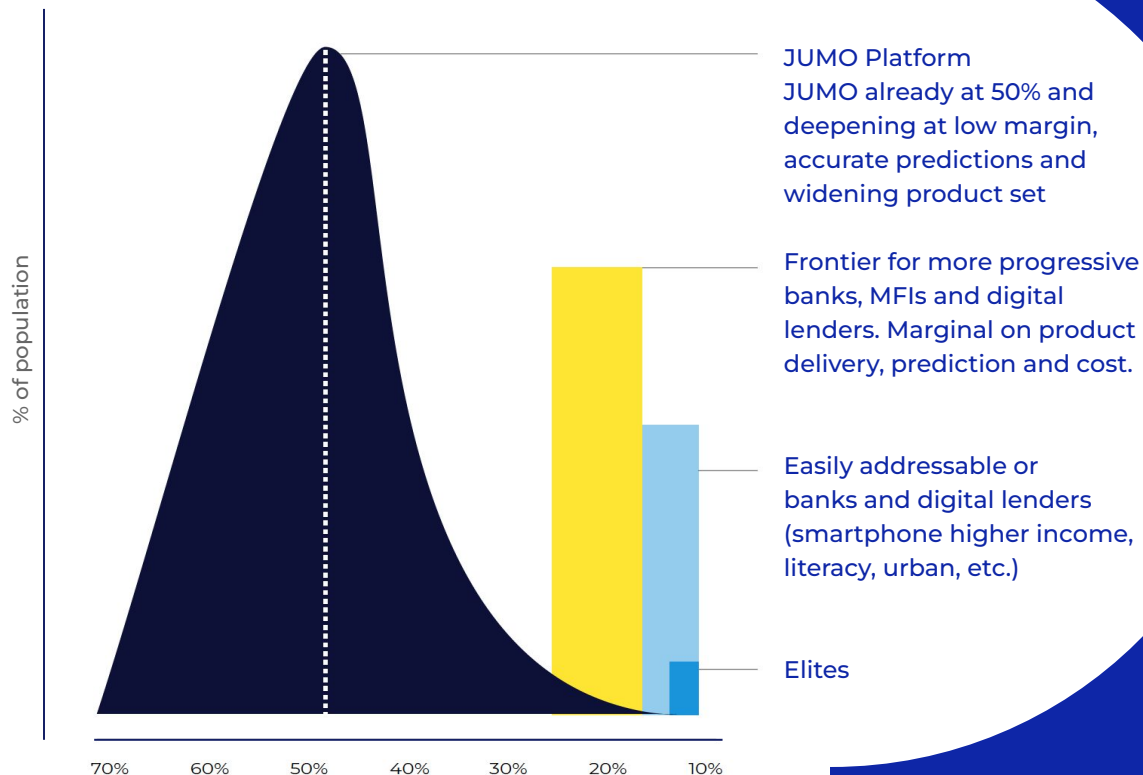 JUMO Platform
JUMO already at 50% and
deepening at low margin,
accurate predictions and
widening product set
Frontier for more progressive
banks, MFIs and digital
lenders. Marginal on product
delivery, prediction and cost.
Easily addressable or
banks and digital lenders
(smartphone higher income,
literacy, urban, etc.)
Elites
% of population
70% 60% 50% 40% 30% 20% 10%